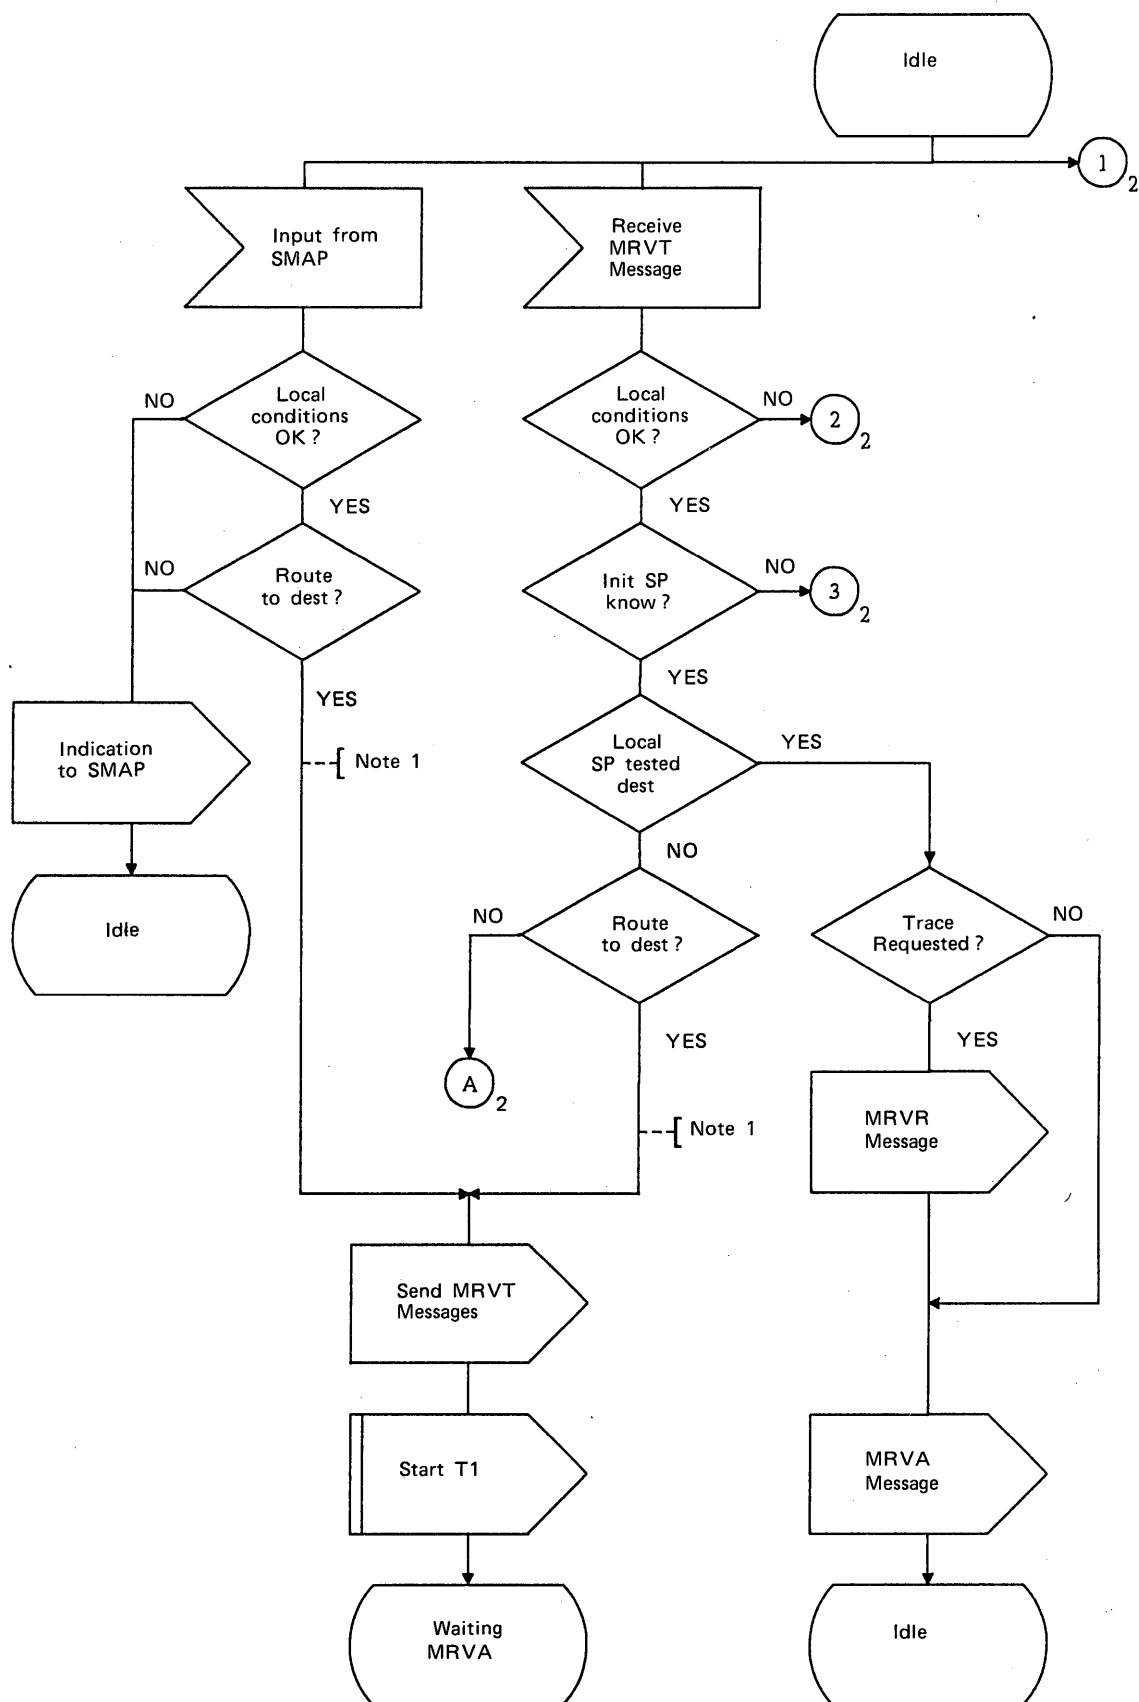 Idle
1
2
Input from
SMAP
Receive
MRVT
Message
NO
Local
conditions
OK ?
Local
conditions
OK ?
NO
2
2
YES
YES
NO
Route
to dest ?
Init SP
know ?
NO
3
2
YES
YES
Indication
to SMAP
Note 1
Local
SP tested
dest
YES
NO
Idle
NO
Route
to dest ?
Trace
Requested ?
NO
YES
YES
A
2
Note 1
MRVR
Message
Send MRVT
Messages
Start T1
MRVA
Message
Waiting
MRVA
Idle